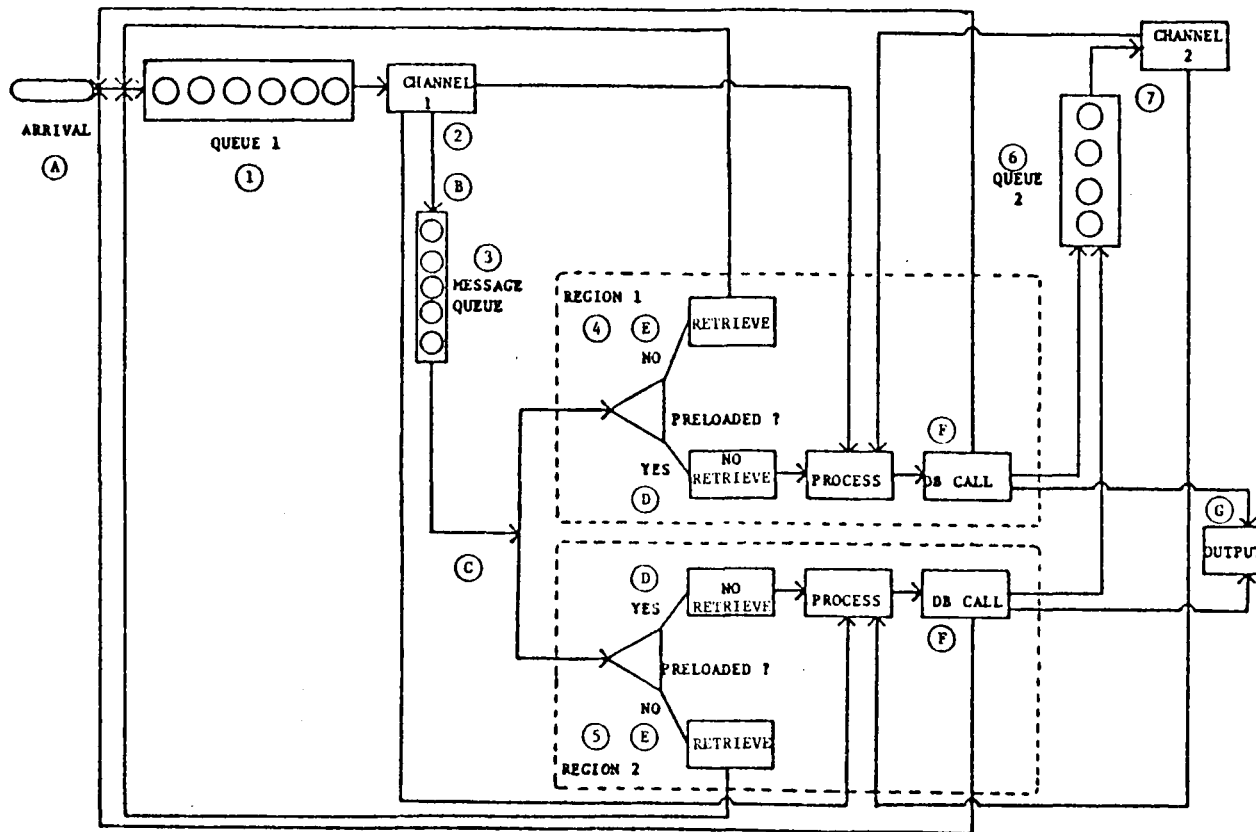 CHANNEL
2
CHANNEL
1
ARRIVAL
A
QUEUE 1
1
2
B
7
6
QUEUE
2
3
MESSAGE
QUEUE
REGION 1
4
E
RETRIEVE
NO
PRELOADED ?
YES
D
NO
RETRIEVE
PROCESS
F
DB CALL
G
OUTPUT
C
D
YES
NO
RETRIEVE
PROCESS
DB CALL
F
PRELOADED ?
NO
5
E
RETRIEVE
REGION 2